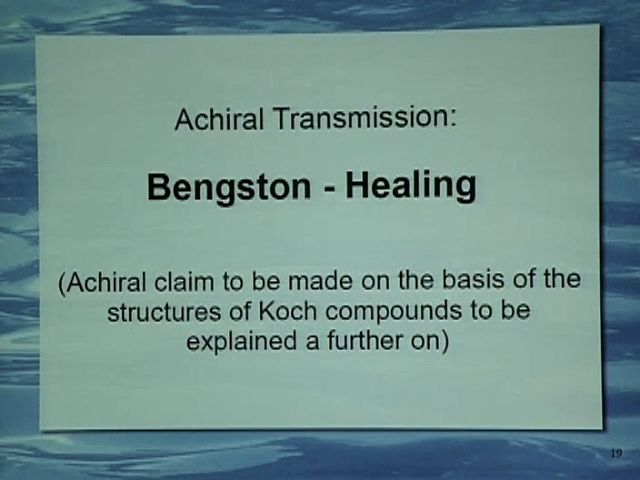 Achiral Transmission:
Bengston - Healing
(Achiral claim to be made on the basis of the
structures of Koch compounds to be
explained a further on)
19